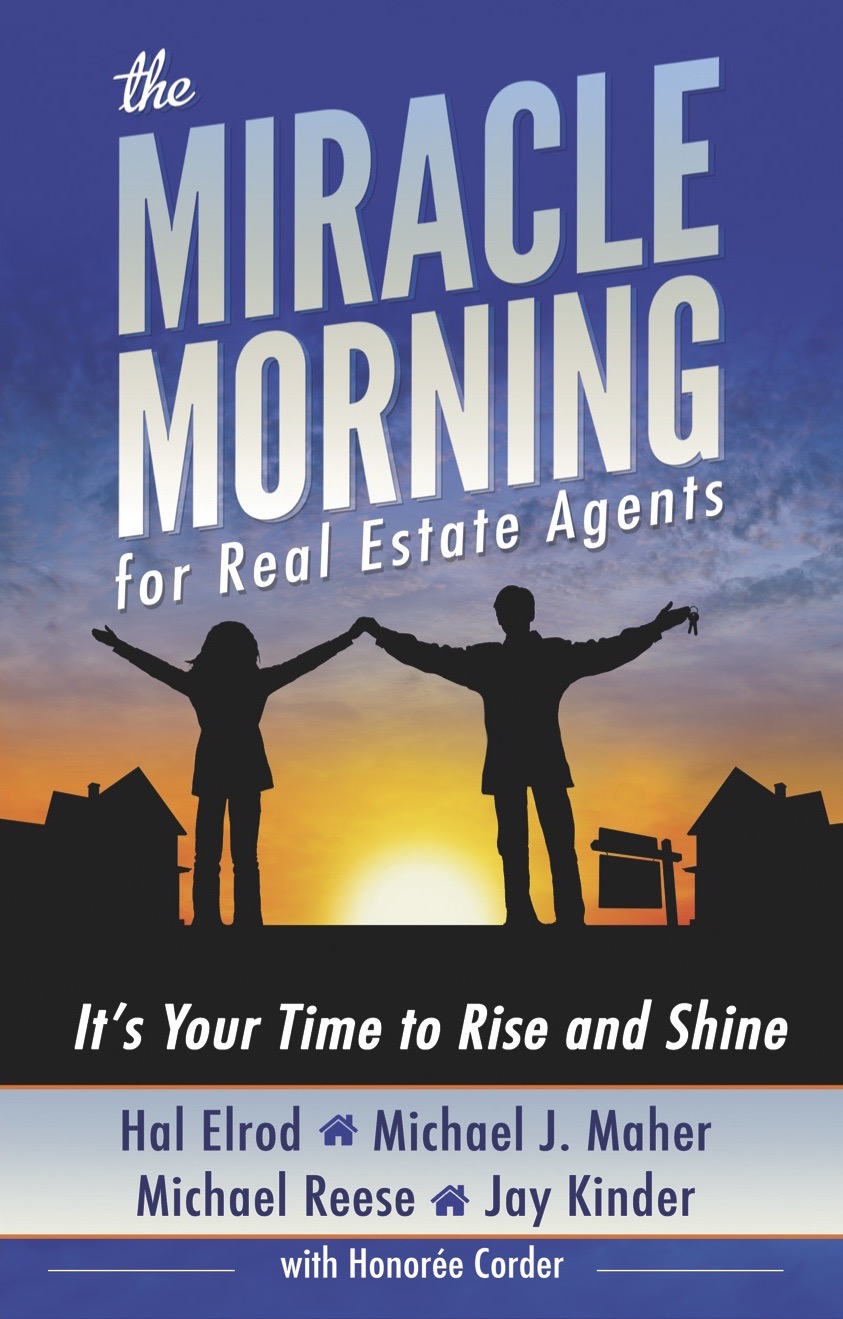 the
MIRACLE
MORNING
for Real Estate Agents
It's Your Time to Rise and Shine
Hal Elrod Michael J. Maher
Michael Reese Jay Kinder
with Honorée Corder